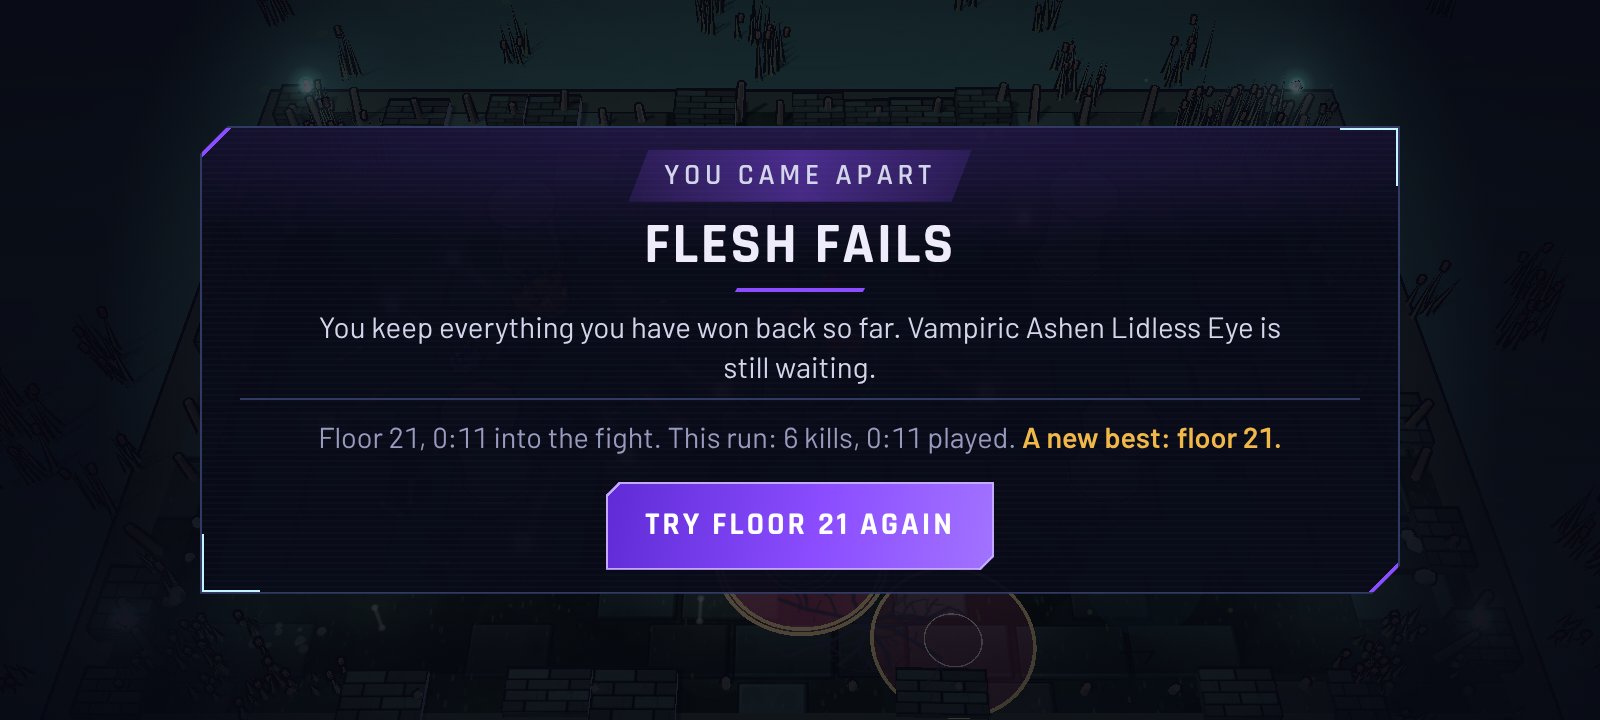 YOU CAME APART
FLESH FAILS
You keep everything you have won back so far. Vampiric Ashen Lidless Eye is
still waiting.
Floor 21, 0:11 into the fight. This run: 6 kills, 0:11 played. A new best: floor 21.
TRY FLOOR 21 AGAIN